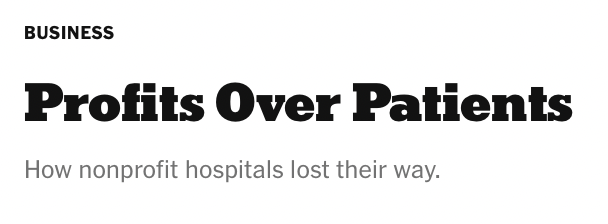 BUSINESS
Profits Over Patients
How nonprofit hospitals lost their way.